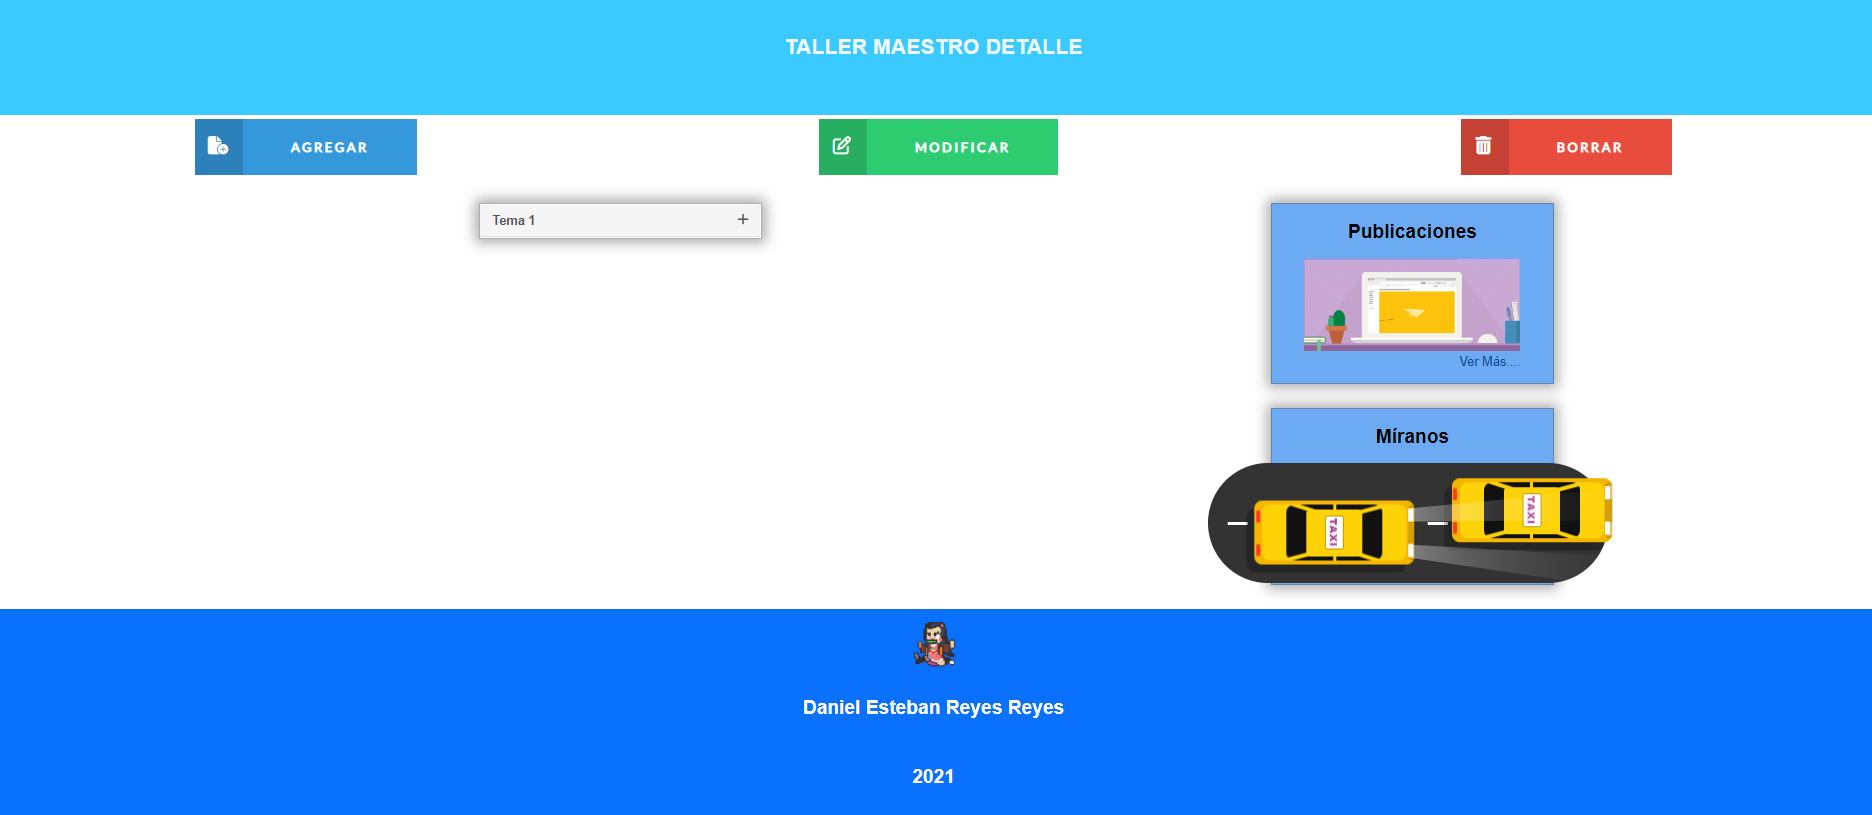 TALLER MAESTRO DETALLE
AGREGAR
MODIFICAR
BORRAR
Tema 1
Publicaciones
Ver Más....
Míranos
TAXI
TAXI
Daniel Esteban Reyes Reyes
2021